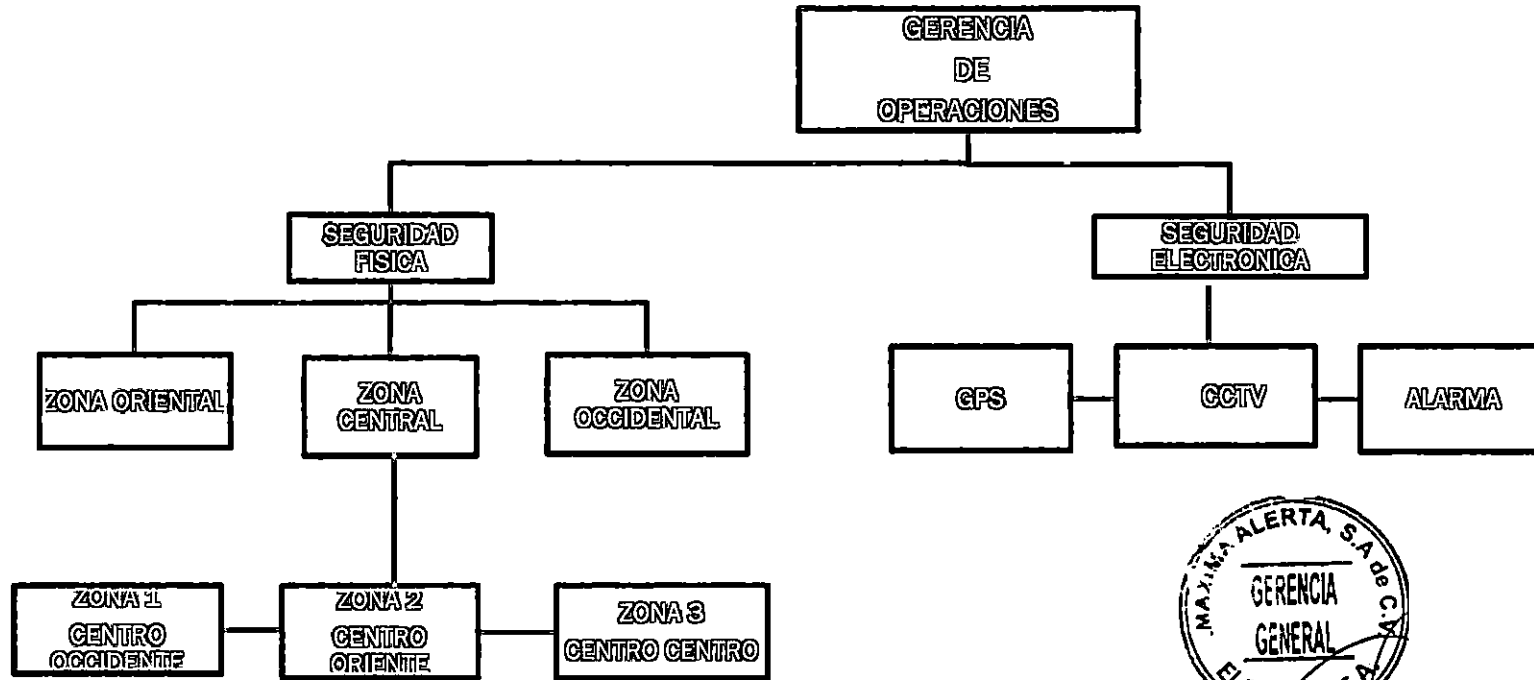 GERENCIA
DE
OPERACIONES
SEGURIDAD
FISICA
SEGURIDAD
ELECTRONICA
ZONA ORIENTAL
ZONA
CENTRAL
ZONA
OCCIDENTAL
GPS
CCTV
ALARMA
ZONA 1
CENTRO
OCCIDENTE
ZONA 2
CENTRO
ORIENTE
ZONA 3
CENTRO CENTRO
MAXIMA ALERTA, S.A de C.V.
GERENCIA
GENERAL